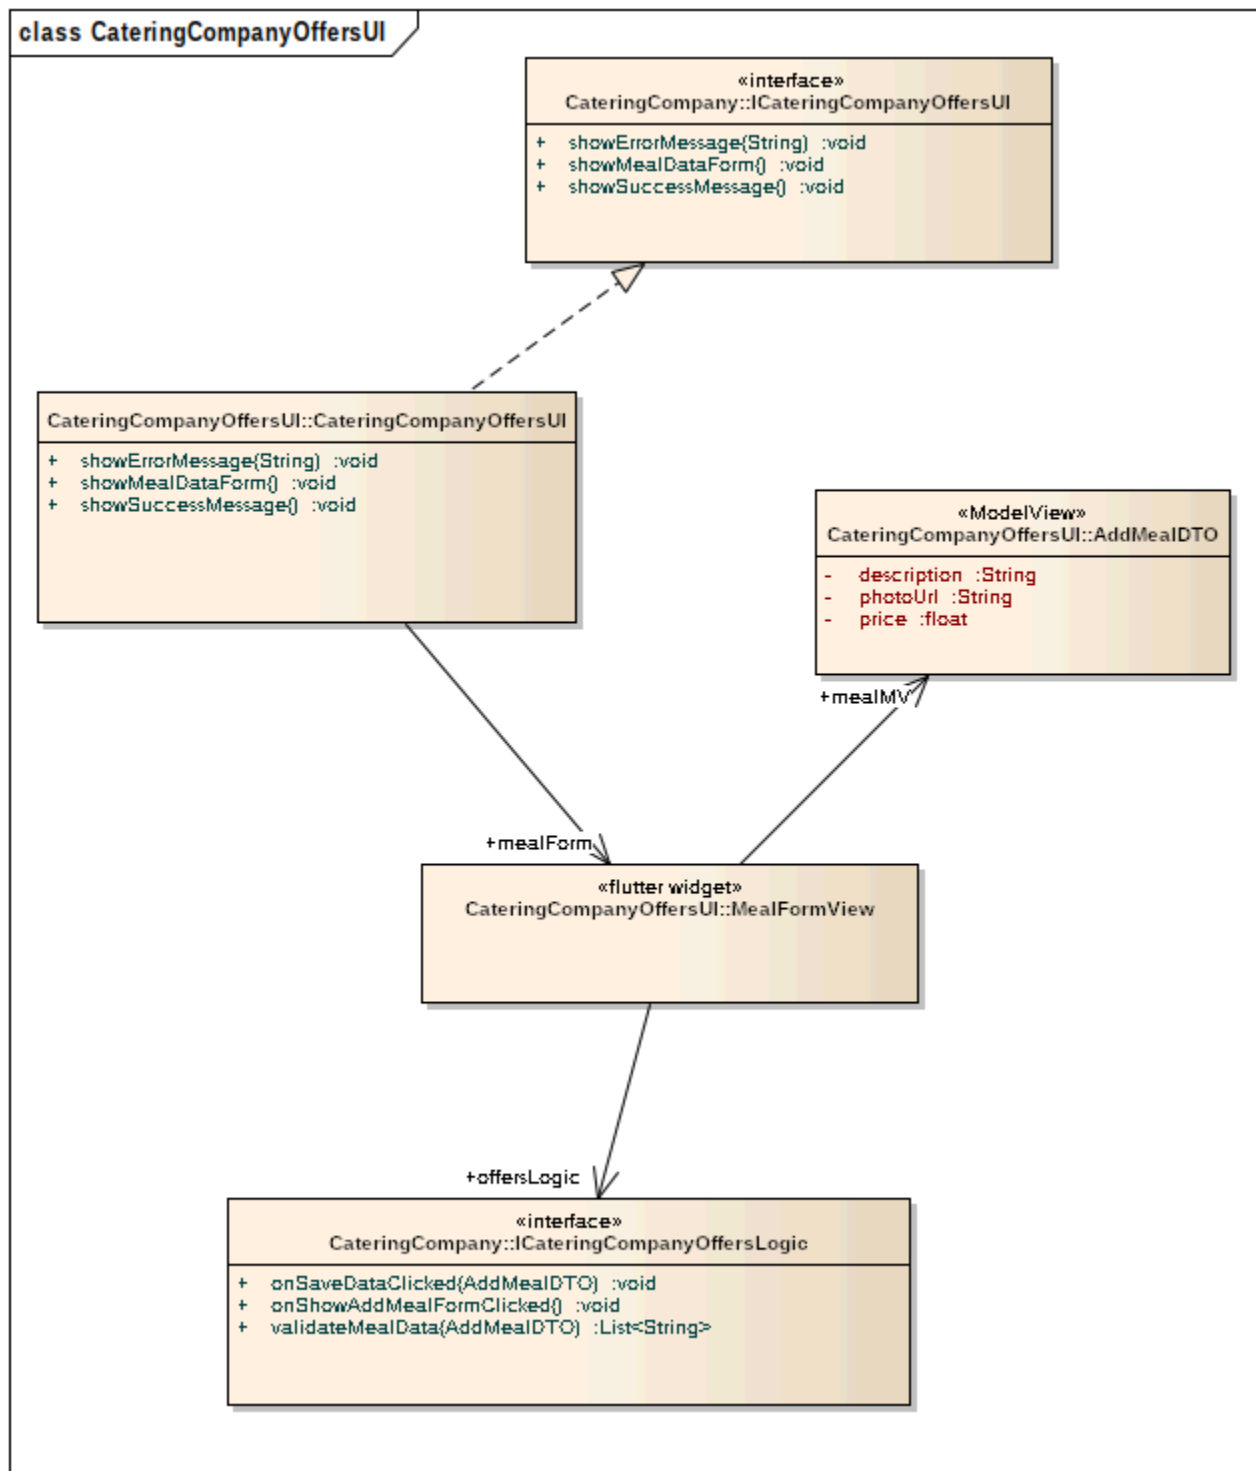 class CateringCompanyOffersUI
«interface»
CateringCompany::ICateringCompanyOffersUI
+ showErrorMessage(String) :void
+ showMealDataForm() :void
+ showSuccessMessage() :void
CateringCompanyOffersUI::CateringCompanyOffersUI
+ showErrorMessage(String) :void
+ showMealDataForm() :void
+ showSuccessMessage() :void
«ModelView»
CateringCompanyOffersUI::AddMealDTO
- description :String
- photoUrl :String
- price :float
+mealMV
+mealForm
«flutter widget»
CateringCompanyOffersUI::MealFormView
+offersLogic
«interface»
CateringCompany::ICateringCompanyOffersLogic
+ onSaveDataClicked(AddMealDTO) :void
+ onShowAddMealFormClicked() :void
+ validateMealData(AddMealDTO) :List<String>